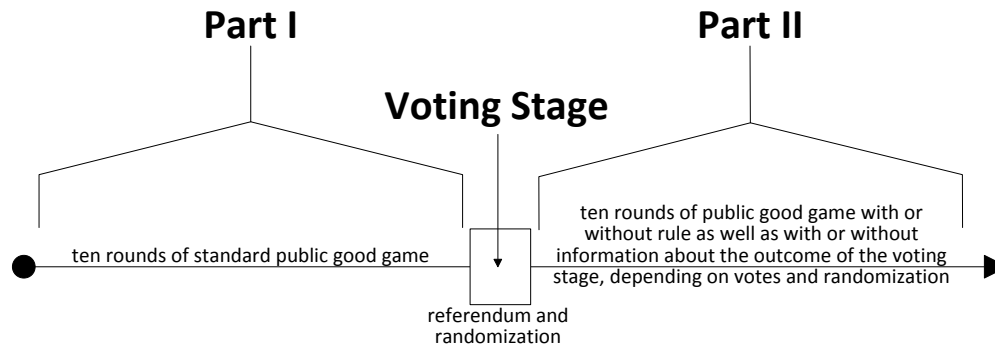 Part I
Part II
Voting Stage
ten rounds of standard public good game
ten rounds of public good game with or
without rule as well as with or without
information about the outcome of the voting
stage, depending on votes and randomization
referendum and
randomization